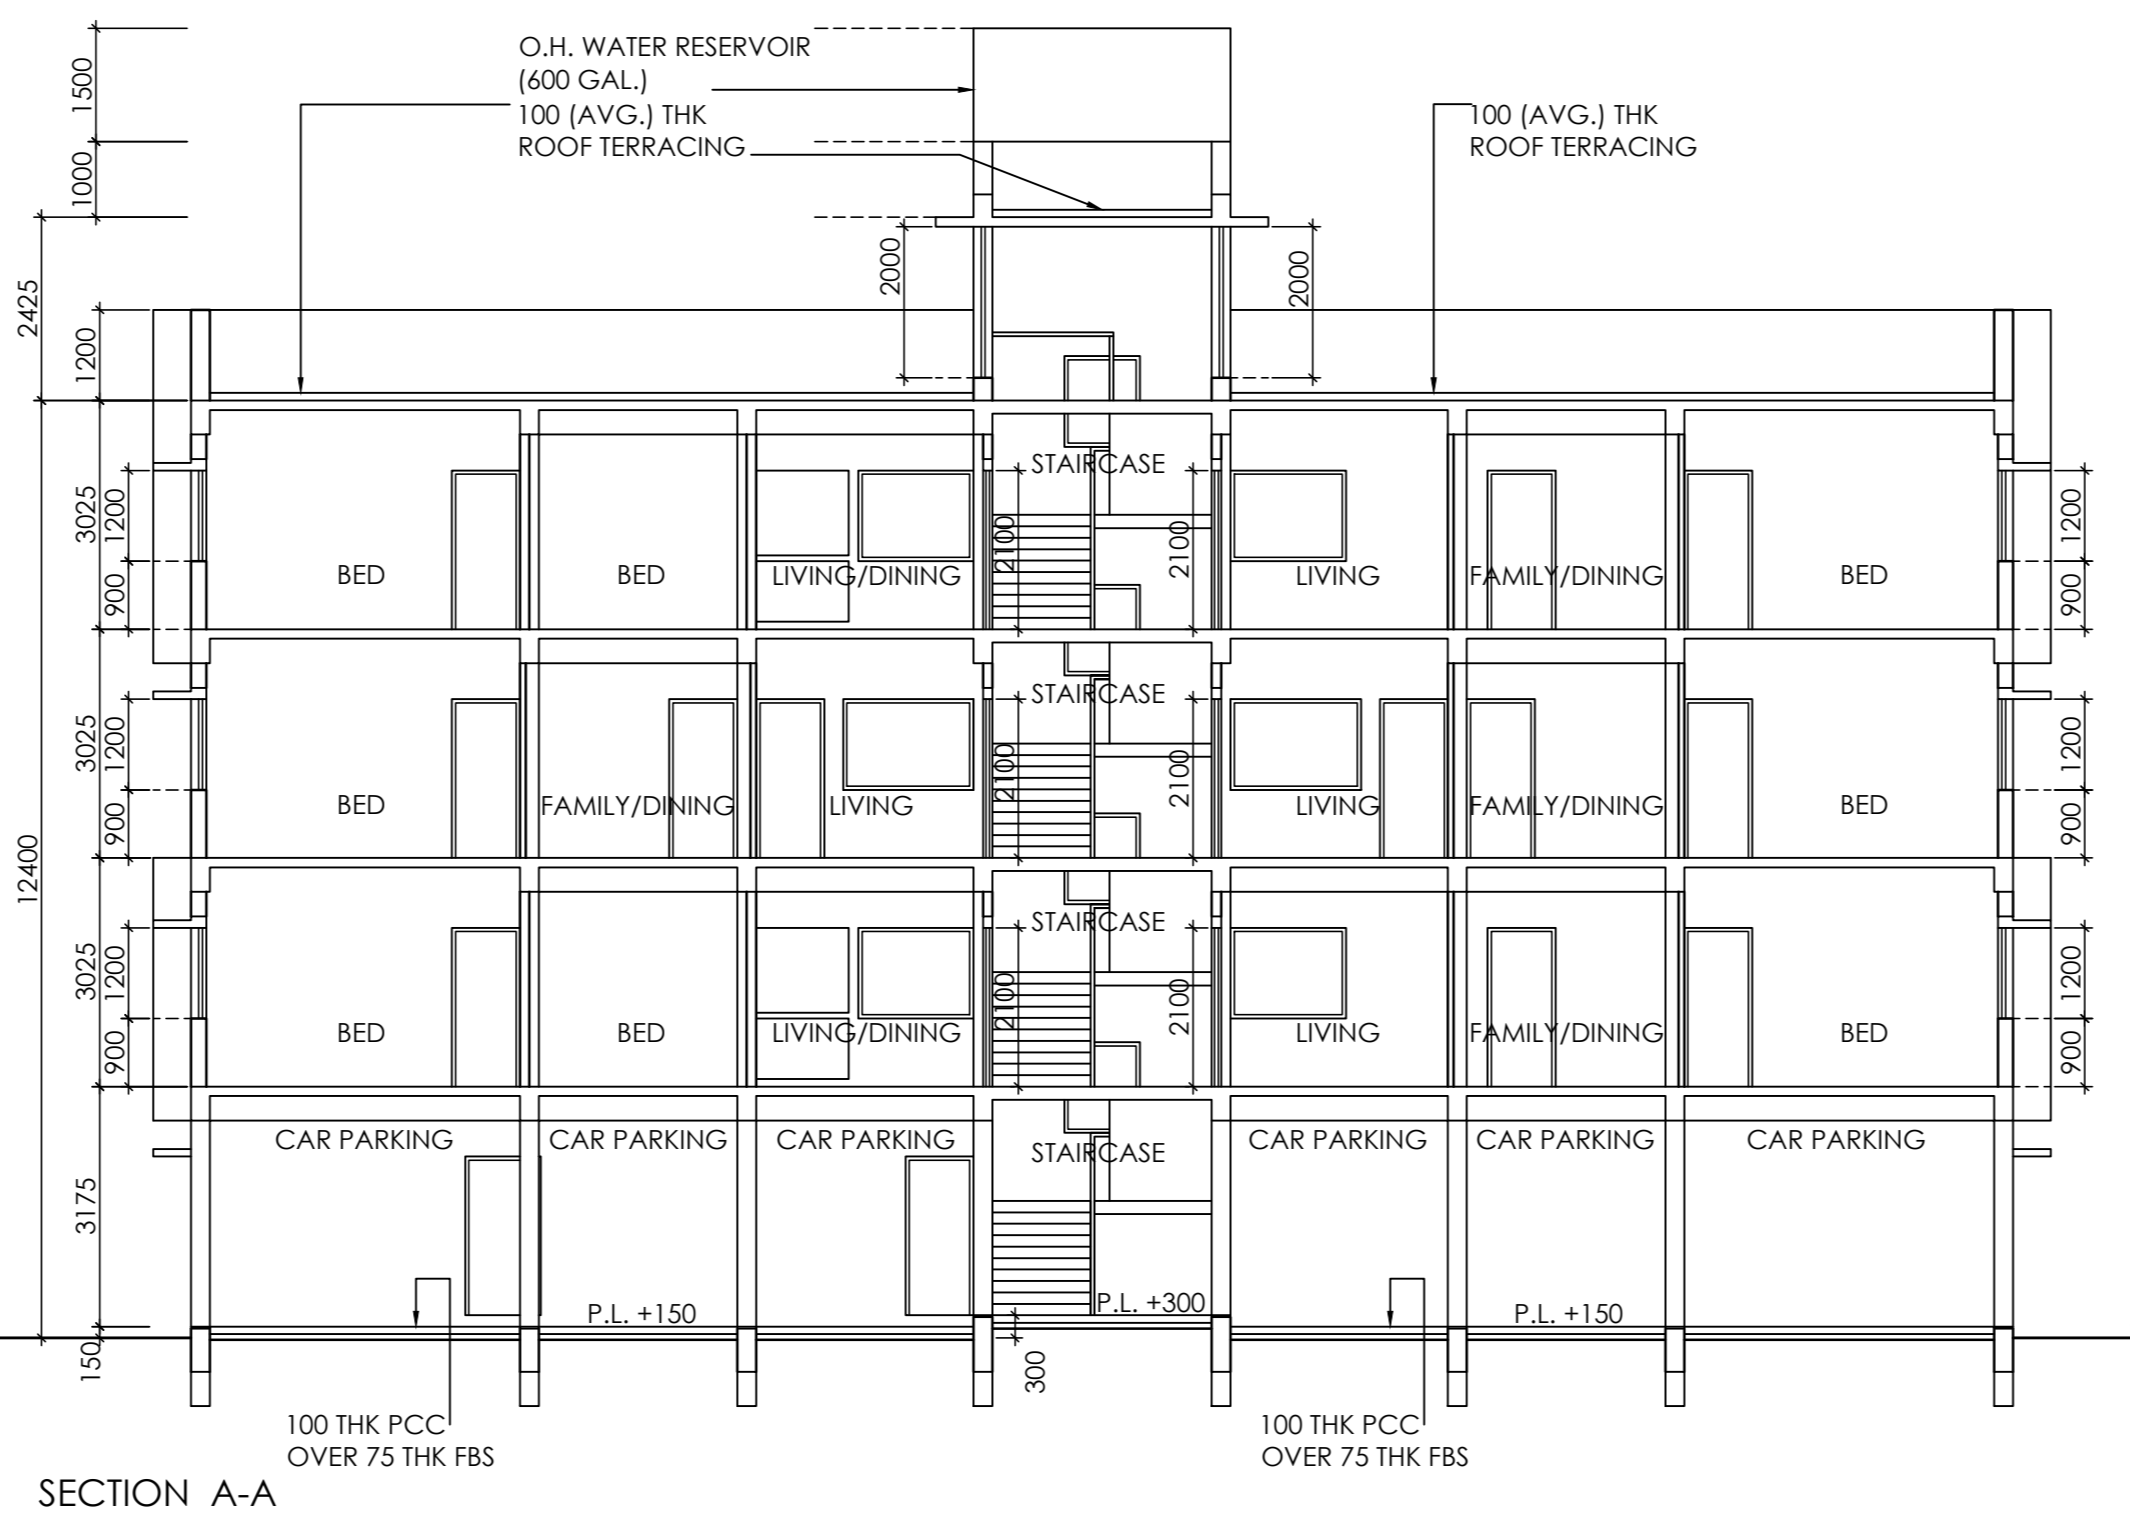 O.H. WATER RESERVOIR
(600 GAL.)
100 (AVG.) THK
ROOF TERRACING
100 (AVG.) THK
ROOF TERRACING
1500
1000
2425
1200
2000
2000
12400
3025
1200
900
BED
BED
LIVING/DINING
2100
STAIRCASE
2100
LIVING
FAMILY/DINING
BED
1200
900
3025
1200
900
BED
FAMILY/DINING
LIVING
2100
STAIRCASE
2100
LIVING
FAMILY/DINING
BED
1200
900
3025
1200
900
BED
BED
LIVING/DINING
2100
STAIRCASE
2100
LIVING
FAMILY/DINING
BED
1200
900
3175
CAR PARKING
CAR PARKING
CAR PARKING
STAIRCASE
CAR PARKING
CAR PARKING
CAR PARKING
P.L. +150
P.L. +300
P.L. +150
150
300
100 THK PCC
OVER 75 THK FBS
100 THK PCC
OVER 75 THK FBS
SECTION A-A